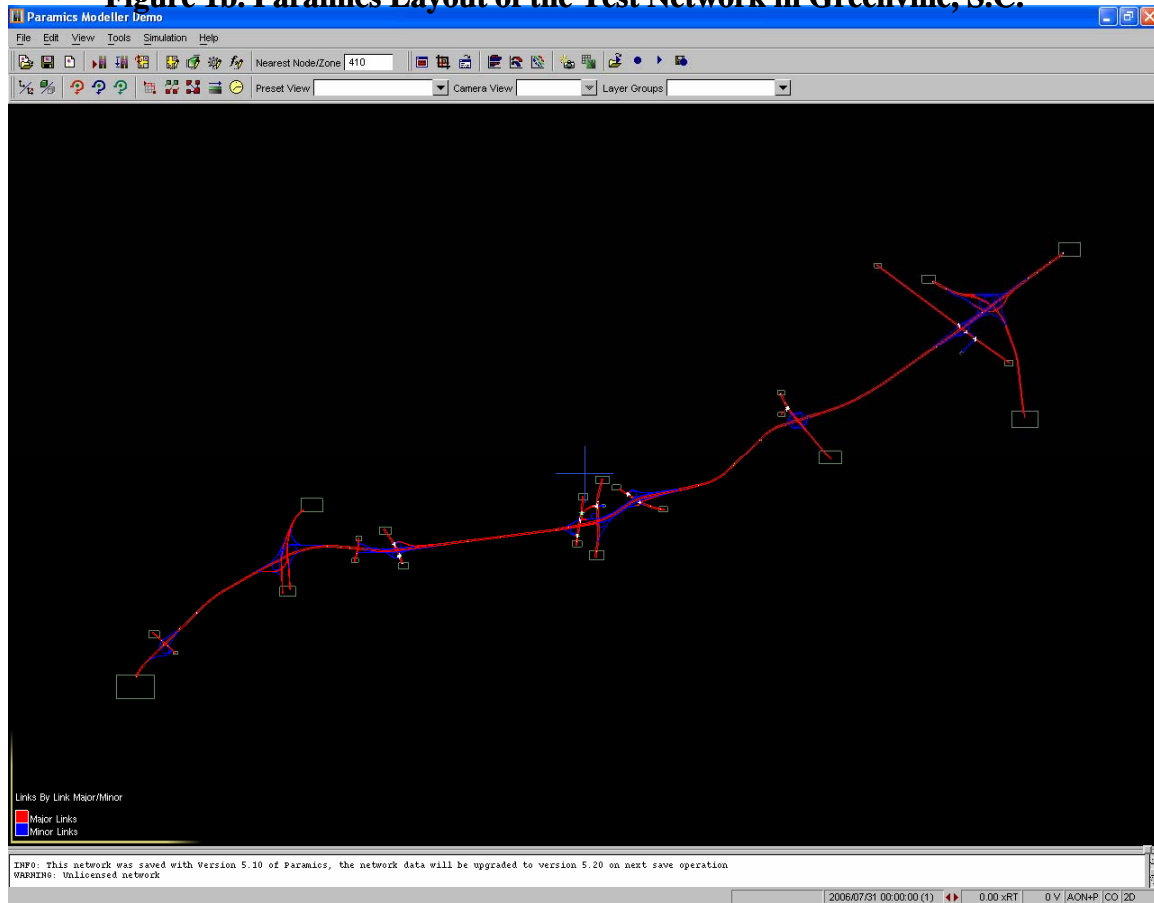 Figure 1b. Paramics Layout of the Test Network in Greenville, S.C.
Paramics Modeller Demo
File Edit View Tools Simulation Help
Nearest Node/Zone 410
Preset View Camera View Layer Groups
Links By Link Major/Minor
Major Links
Minor Links
INFO: This network was saved with Version 5.10 of Paramics, the network data will be upgraded to version 5.20 on next save operation
WARNING: Unlicensed network
2006/07/31 00:00:00 (1) 0.00 xRT 0 V AON+P CO 2D